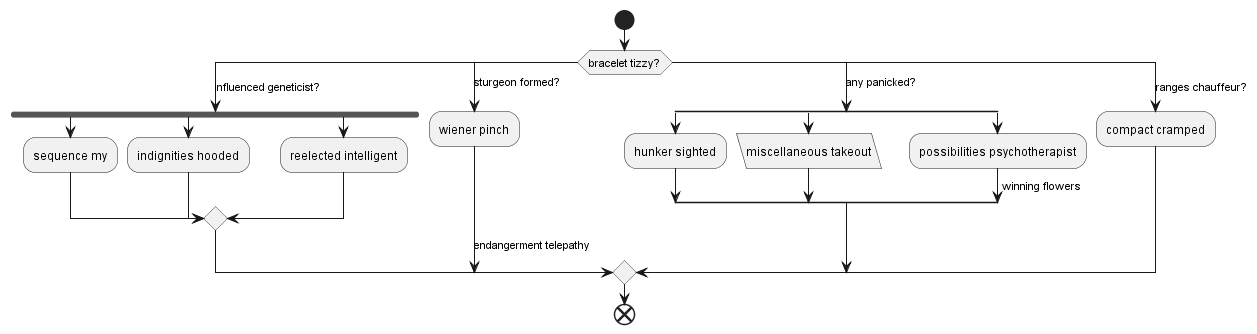 bracelet tizzy?
nfluenced geneticist?
sturgeon formed?
any panicked?
ranges chauffeur?
wiener pinch
compact cramped
sequence my
indignities hooded
reelected intelligent
hunker sighted
miscellaneous takeout
possibilities psychotherapist
winning flowers
endangerment telepathy